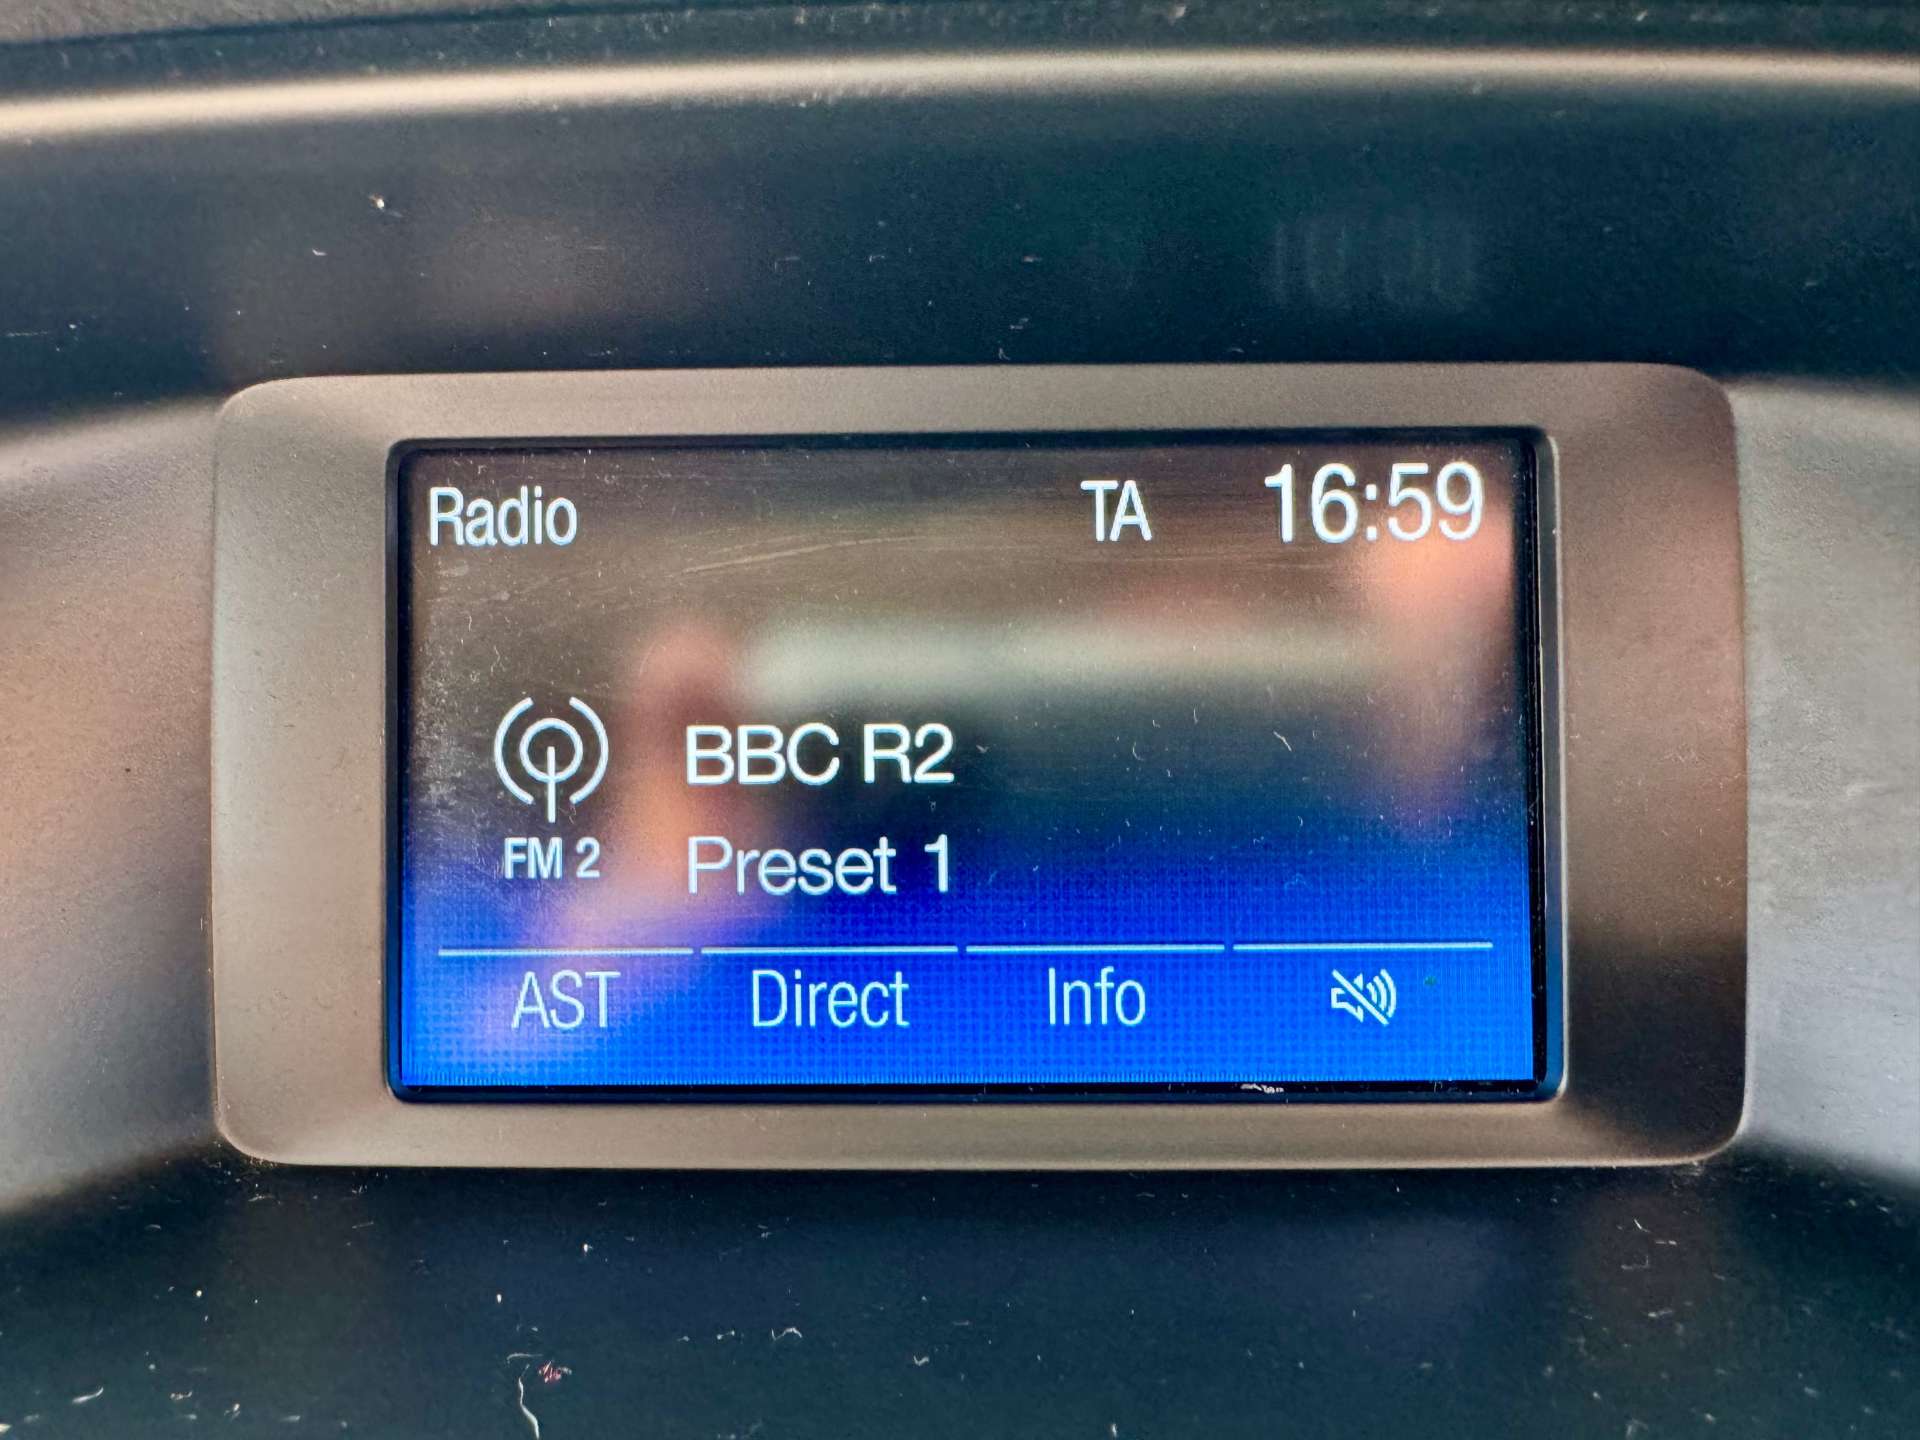 Radio TA 16:59
BBC R2
FM 2 Preset 1
AST Direct Info